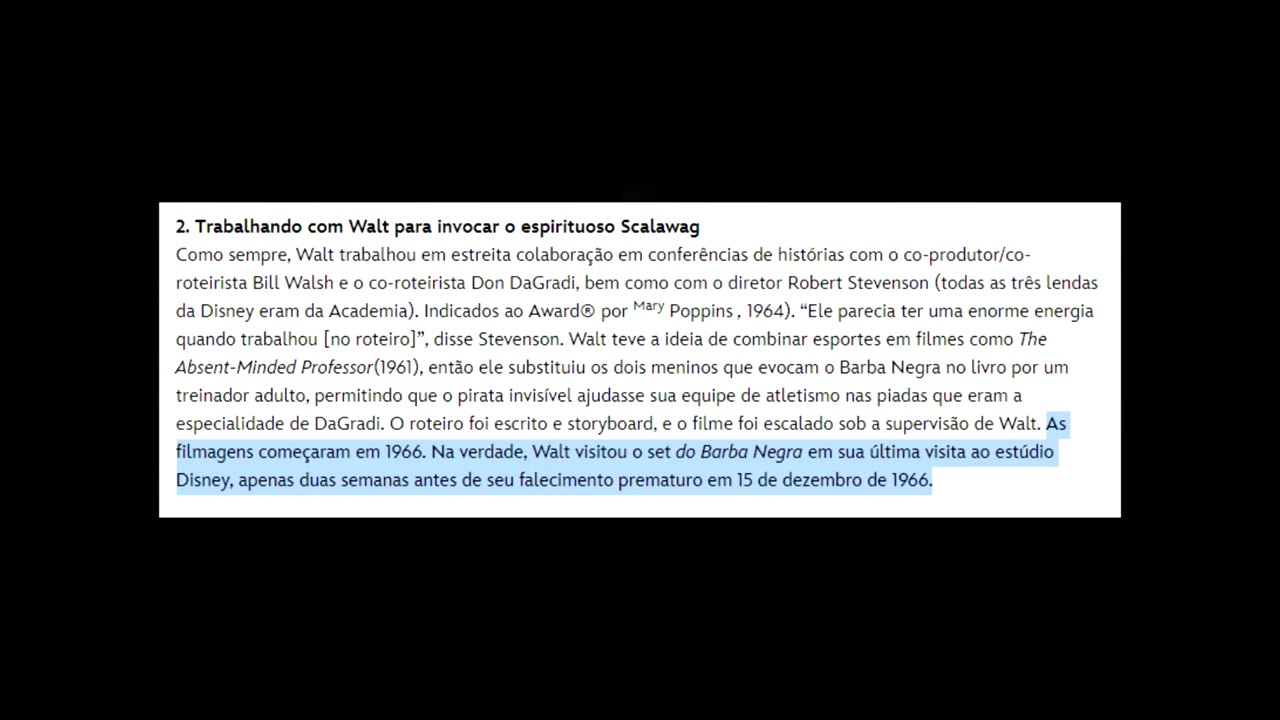 2. Trabalhando com Walt para invocar o espirituoso Scalawag
Como sempre, Walt trabalhou em estreita colaboração em conferências de histórias com o co-produtor/co-
roteirista Bill Walsh e o co-roteirista Don DaGradi, bem como com o diretor Robert Stevenson (todas as três lendas
da Disney eram da Academia). Indicados ao Award® por Mary Poppins , 1964). “Ele parecia ter uma enorme energia
quando trabalhou [no roteiro]”, disse Stevenson. Walt teve a ideia de combinar esportes em filmes como The
Absent-Minded Professor(1961), então ele substituiu os dois meninos que evocam o Barba Negra no livro por um
treinador adulto, permitindo que o pirata invisível ajudasse sua equipe de atletismo nas piadas que eram a
especialidade de DaGradi. O roteiro foi escrito e storyboard, e o filme foi escalado sob a supervisão de Walt. As
filmagens começaram em 1966. Na verdade, Walt visitou o set do Barba Negra em sua última visita ao estúdio
Disney, apenas duas semanas antes de seu falecimento prematuro em 15 de dezembro de 1966.